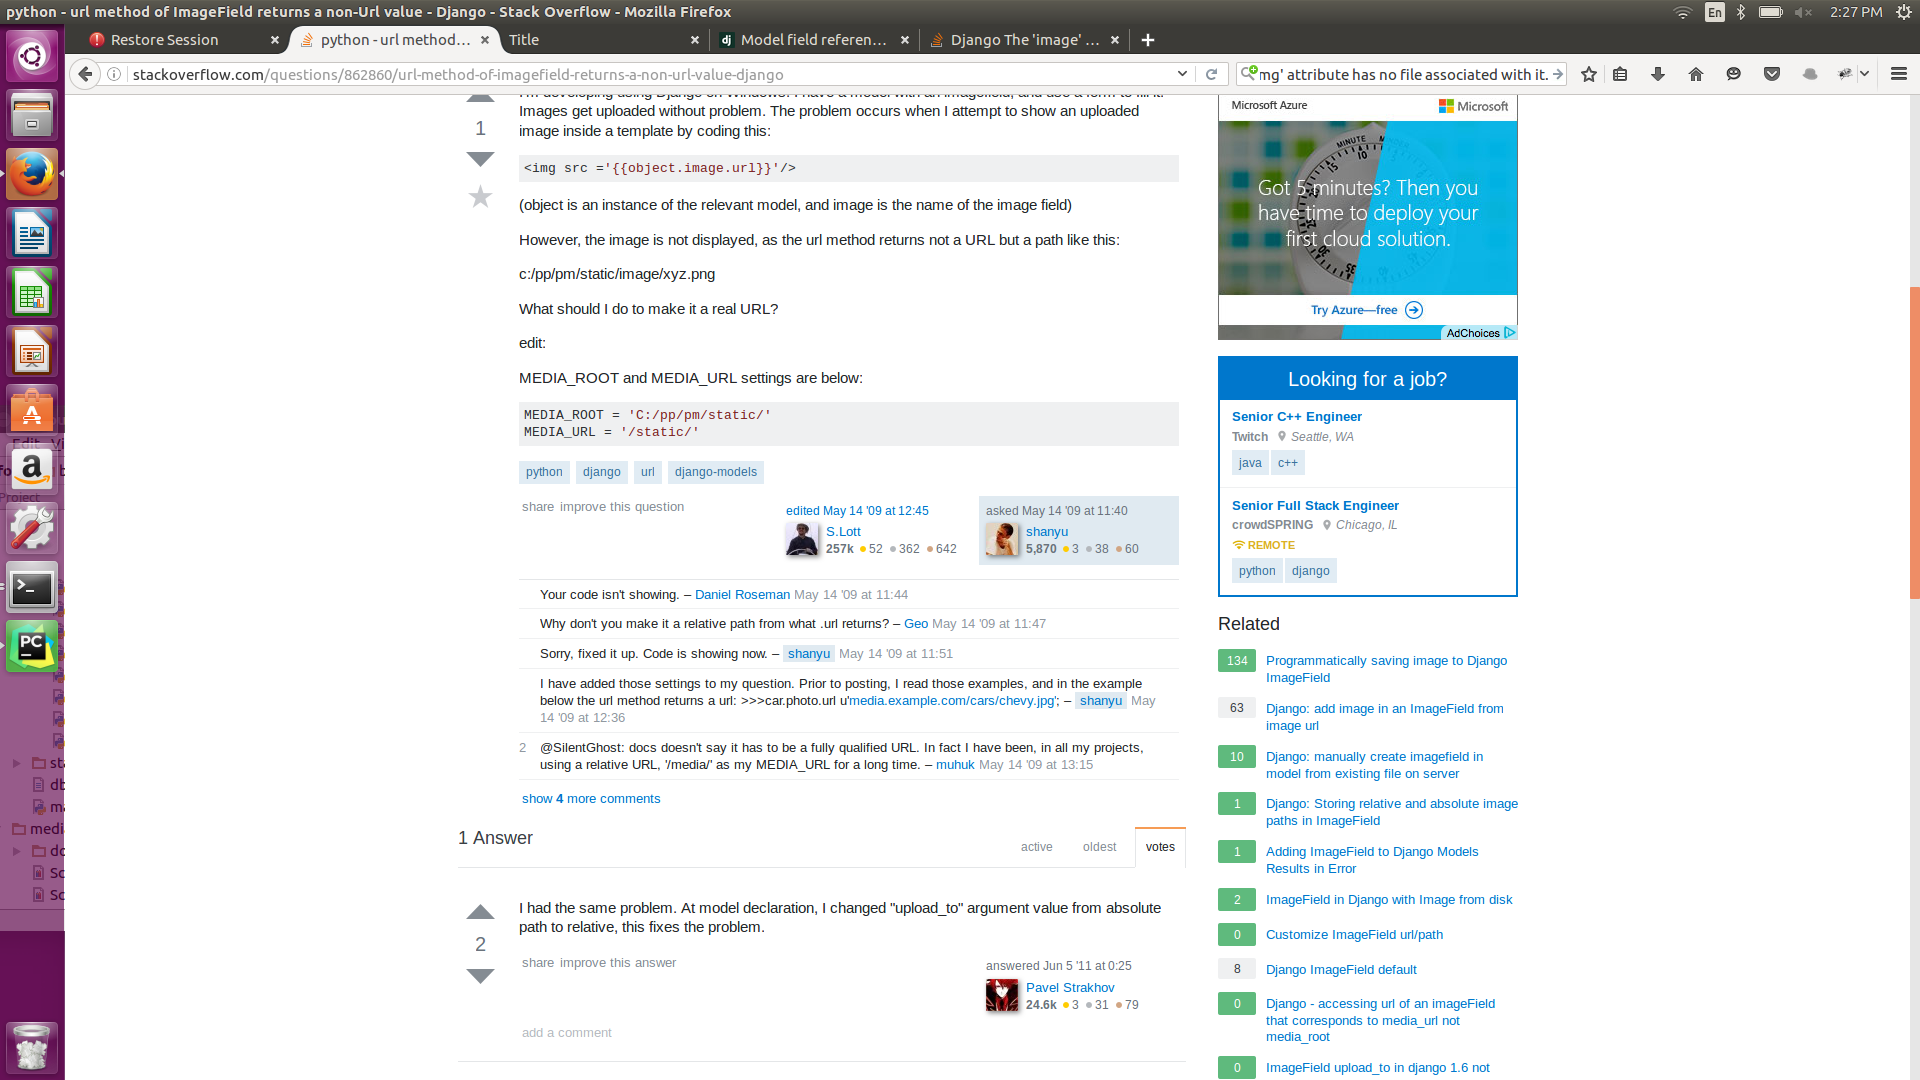 python - url method of ImageField returns a non-Url value - Django - Stack Overflow - Mozilla Firefox
En
2:27 PM
Restore Session
python - url method...
Title
Model field referen...
Django The 'image' ...
stackoverflow.com/questions/862860/url-method-of-imagefield-returns-a-non-url-value-django
mg' attribute has no file associated with it.
Images get uploaded without problem. The problem occurs when I attempt to show an uploaded
image inside a template by coding this:
1
<img src ='{{object.image.url}}'/>
(object is an instance of the relevant model, and image is the name of the image field)
However, the image is not displayed, as the url method returns not a URL but a path like this:
c:/pp/pm/static/image/xyz.png
What should I do to make it a real URL?
edit:
MEDIA_ROOT and MEDIA_URL settings are below:
MEDIA_ROOT = 'C:/pp/pm/static/'
MEDIA_URL = '/static/'
python django url django-models
share improve this question
edited May 14 '09 at 12:45
S.Lott
257k 52 362 642
asked May 14 '09 at 11:40
shanyu
5,870 3 38 60
Your code isn't showing. – Daniel Roseman May 14 '09 at 11:44
Why don't you make it a relative path from what .url returns? – Geo May 14 '09 at 11:47
Sorry, fixed it up. Code is showing now. – shanyu May 14 '09 at 11:51
I have added those settings to my question. Prior to posting, I read those examples, and in the example
below the url method returns a url: >>>car.photo.url u'media.example.com/cars/chevy.jpg'; – shanyu May
14 '09 at 12:36
2 @SilentGhost: docs doesn't say it has to be a fully qualified URL. In fact I have been, in all my projects,
using a relative URL, '/media/' as my MEDIA_URL for a long time. – muhuk May 14 '09 at 13:15
show 4 more comments
1 Answer
active oldest votes
I had the same problem. At model declaration, I changed "upload_to" argument value from absolute
path to relative, this fixes the problem.
2
share improve this answer
answered Jun 5 '11 at 0:25
Pavel Strakhov
24.6k 3 31 79
add a comment
Microsoft Azure
Microsoft
MINUTE MINUTE
10
5
Got 5 minutes? Then you
have time to deploy your
first cloud solution.
35
Try Azure—free
AdChoices
Looking for a job?
Senior C++ Engineer
Twitch Seattle, WA
java c++
Senior Full Stack Engineer
crowdSPRING Chicago, IL
REMOTE
python django
Related
134 Programmatically saving image to Django
ImageField
63 Django: add image in an ImageField from
image url
10 Django: manually create imagefield in
model from existing file on server
1 Django: Storing relative and absolute image
paths in ImageField
1 Adding ImageField to Django Models
Results in Error
2 ImageField in Django with Image from disk
0 Customize ImageField url/path
8 Django ImageField default
0 Django - accessing url of an imageField
that corresponds to media_url not
media_root
0 ImageField upload_to in django 1.6 not
Edit
Project
PC
sta
db
ma
medi
do
Sc
Sc